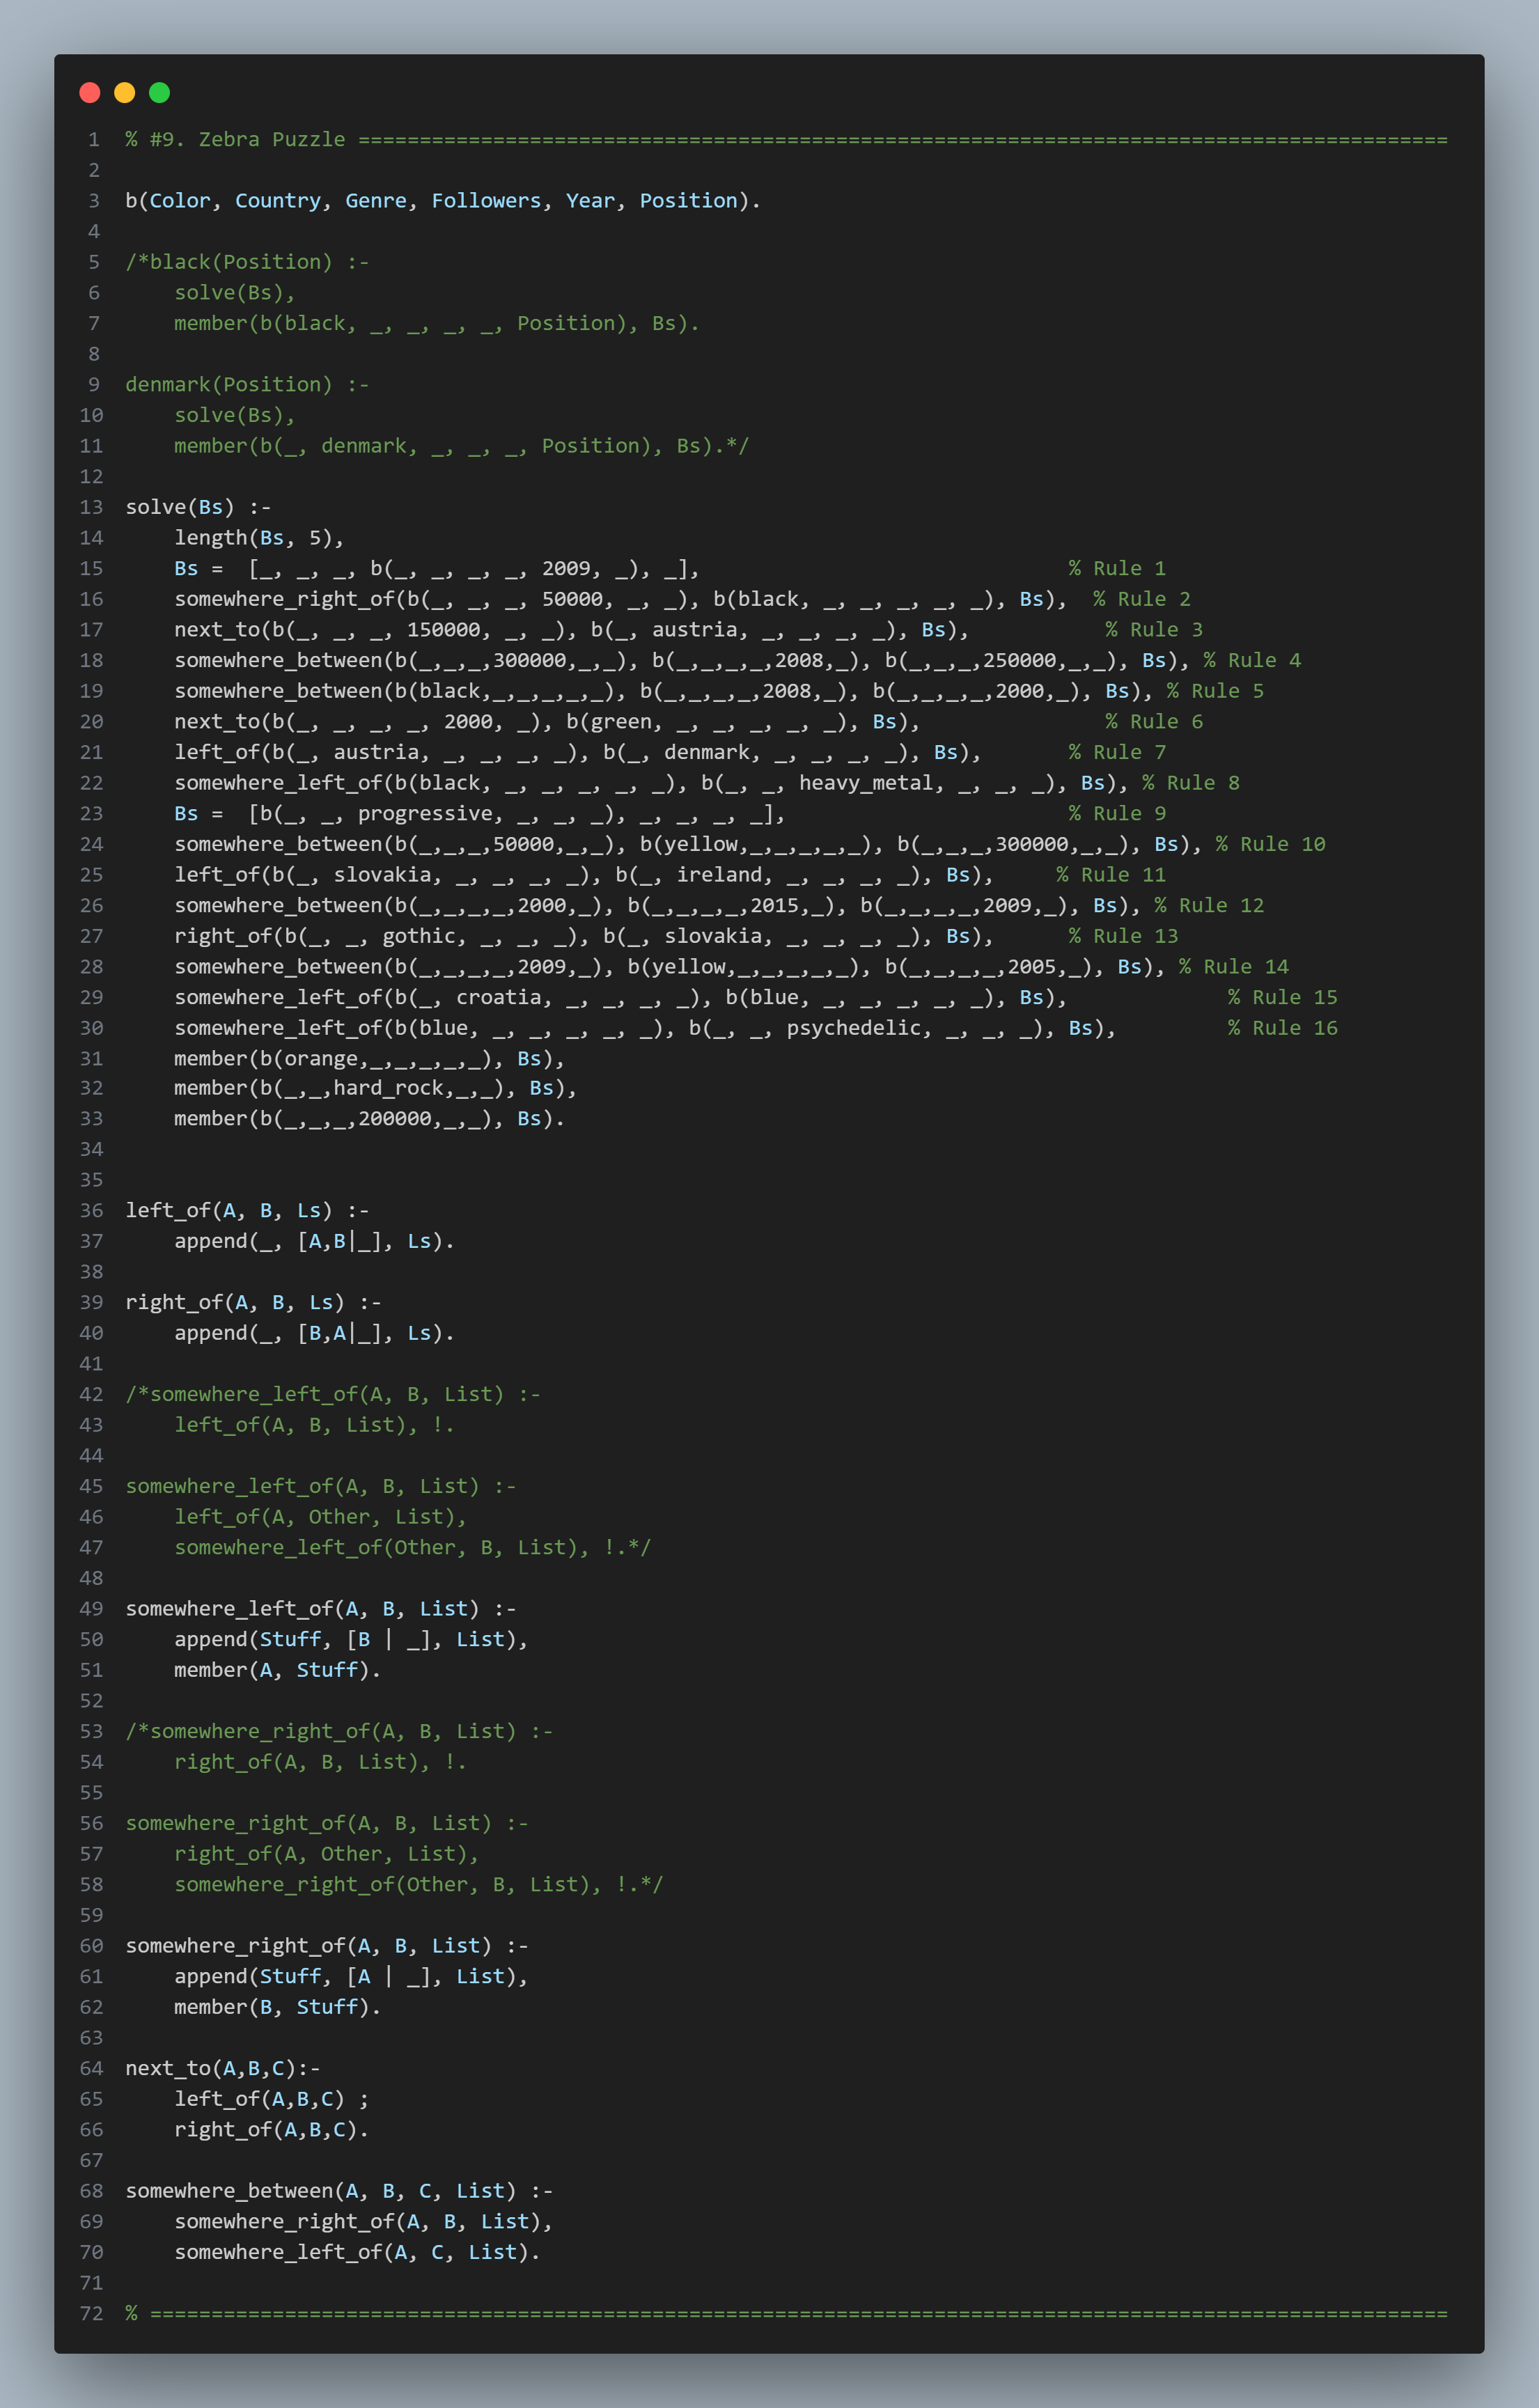 1 % #9. Zebra Puzzle =========================================================================================
2
3 b(Color, Country, Genre, Followers, Year, Position).
4
5 /*black(Position) :-
6     solve(Bs),
7     member(b(black, _, _, _, _, Position), Bs).
8
9 denmark(Position) :-
10     solve(Bs),
11     member(b(_, denmark, _, _, _, Position), Bs).*/
12
13 solve(Bs) :-
14     length(Bs, 5),
15     Bs =  [_, _, _, b(_, _, _, _, 2009, _), _],                              % Rule 1
16     somewhere_right_of(b(_, _, _, 50000, _, _), b(black, _, _, _, _, _), Bs),  % Rule 2
17     next_to(b(_, _, _, 150000, _, _), b(_, austria, _, _, _, _), Bs),           % Rule 3
18     somewhere_between(b(_,_,_,300000,_,_), b(_,_,_,_,2008,_), b(_,_,_,250000,_,_), Bs), % Rule 4
19     somewhere_between(b(black,_,_,_,_,_), b(_,_,_,_,2008,_), b(_,_,_,_,2000,_), Bs), % Rule 5
20     next_to(b(_, _, _, _, 2000, _), b(green, _, _, _, _, _), Bs),               % Rule 6
21     left_of(b(_, austria, _, _, _, _), b(_, denmark, _, _, _, _), Bs),       % Rule 7
22     somewhere_left_of(b(black, _, _, _, _, _), b(_, _, heavy_metal, _, _, _), Bs), % Rule 8
23     Bs =  [b(_, _, progressive, _, _, _), _, _, _, _],                       % Rule 9
24     somewhere_between(b(_,_,_,50000,_,_), b(yellow,_,_,_,_,_), b(_,_,_,300000,_,_), Bs), % Rule 10
25     left_of(b(_, slovakia, _, _, _, _), b(_, ireland, _, _, _, _), Bs),     % Rule 11
26     somewhere_between(b(_,_,_,_,2000,_), b(_,_,_,_,2015,_), b(_,_,_,_,2009,_), Bs), % Rule 12
27     right_of(b(_, _, gothic, _, _, _), b(_, slovakia, _, _, _, _), Bs),      % Rule 13
28     somewhere_between(b(_,_,_,_,2009,_), b(yellow,_,_,_,_,_), b(_,_,_,_,2005,_), Bs), % Rule 14
29     somewhere_left_of(b(_, croatia, _, _, _, _), b(blue, _, _, _, _, _), Bs),             % Rule 15
30     somewhere_left_of(b(blue, _, _, _, _, _), b(_, _, psychedelic, _, _, _), Bs),         % Rule 16
31     member(b(orange,_,_,_,_,_), Bs),
32     member(b(_,_,hard_rock,_,_,_), Bs),
33     member(b(_,_,_,200000,_,_), Bs).
34
35
36 left_of(A, B, Ls) :-
37     append(_, [A,B|_], Ls).
38
39 right_of(A, B, Ls) :-
40     append(_, [B,A|_], Ls).
41
42 /*somewhere_left_of(A, B, List) :-
43     left_of(A, B, List), !.
44
45 somewhere_left_of(A, B, List) :-
46     left_of(A, Other, List),
47     somewhere_left_of(Other, B, List), !.*/
48
49 somewhere_left_of(A, B, List) :-
50     append(Stuff, [B | _], List),
51     member(A, Stuff).
52
53 /*somewhere_right_of(A, B, List) :-
54     right_of(A, B, List), !.
55
56 somewhere_right_of(A, B, List) :-
57     right_of(A, Other, List),
58     somewhere_right_of(Other, B, List), !.*/
59
60 somewhere_right_of(A, B, List) :-
61     append(Stuff, [A | _], List),
62     member(B, Stuff).
63
64 next_to(A,B,C):-
65     left_of(A,B,C) ;
66     right_of(A,B,C).
67
68 somewhere_between(A, B, C, List) :-
69     somewhere_right_of(A, B, List),
70     somewhere_left_of(A, C, List).
71
72 % ==========================================================================================================